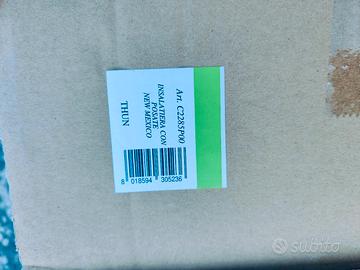 Art. C2285P00
INSALATIERA CON
POSATE
NEW MEXICO
THUN
8 018594 305236
subito